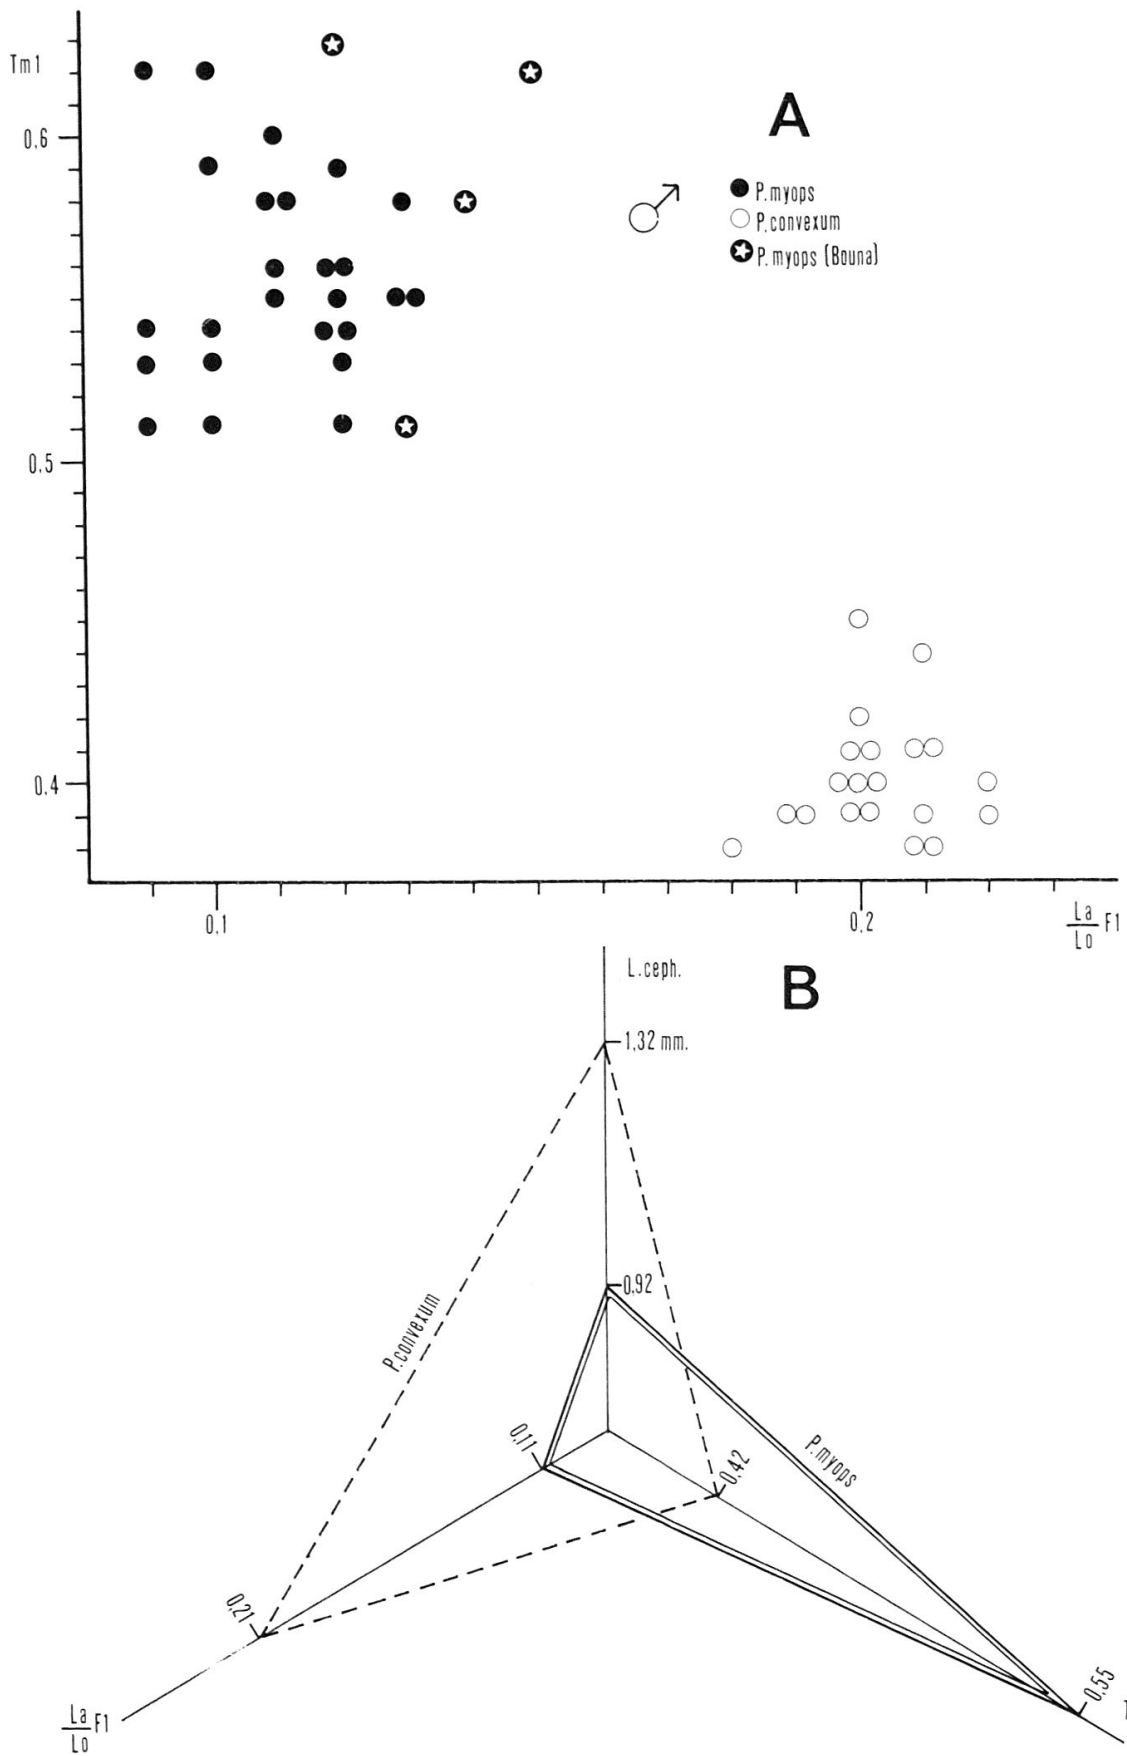 Tm1
A
0,6
P.myops
P.convexum
P.myops (Bouna)
0,5
0,4
0,1
0,2
La
Lo
F1
B
L.ceph.
1,32 mm.
0,92
P.convexum
0,11
0,42
P.myops
0,21
0,55
La
Lo
F1